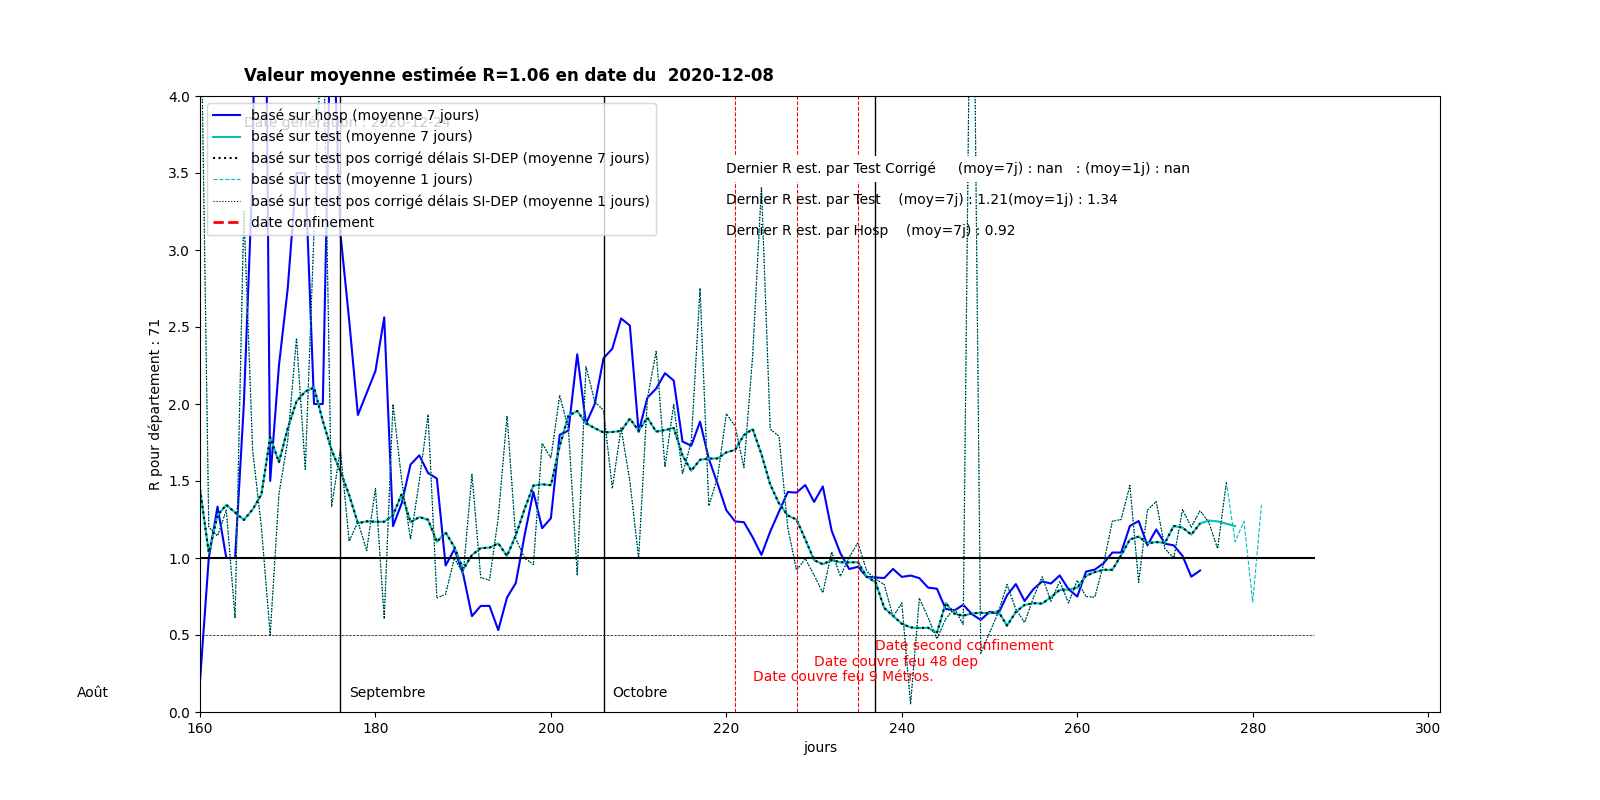 Valeur moyenne estimée R=1.06 en date du  2020-12-08
Date génération : 2020-12-24
basé sur hosp (moyenne 7 jours)
basé sur test (moyenne 7 jours)
basé sur test pos corrigé délais SI-DEP (moyenne 7 jours)
basé sur test (moyenne 1 jours)
basé sur test pos corrigé délais SI-DEP (moyenne 1 jours)
date confinement
Dernier R est. par Test Corrigé     (moy=7j) : nan   : (moy=1j) : nan
Dernier R est. par Test    (moy=7j) : 1.21(moy=1j) : 1.34
Dernier R est. par Hosp    (moy=7j) : 0.92
4.0
3.5
3.0
2.5
2.0
1.5
1.0
0.5
0.0
R pour département : 71
Date second confinement
Date couvre feu 48 dep
Date couvre feu 9 Métros.
Août
Septembre
Octobre
160 180 200 220 240 260 280 300
jours